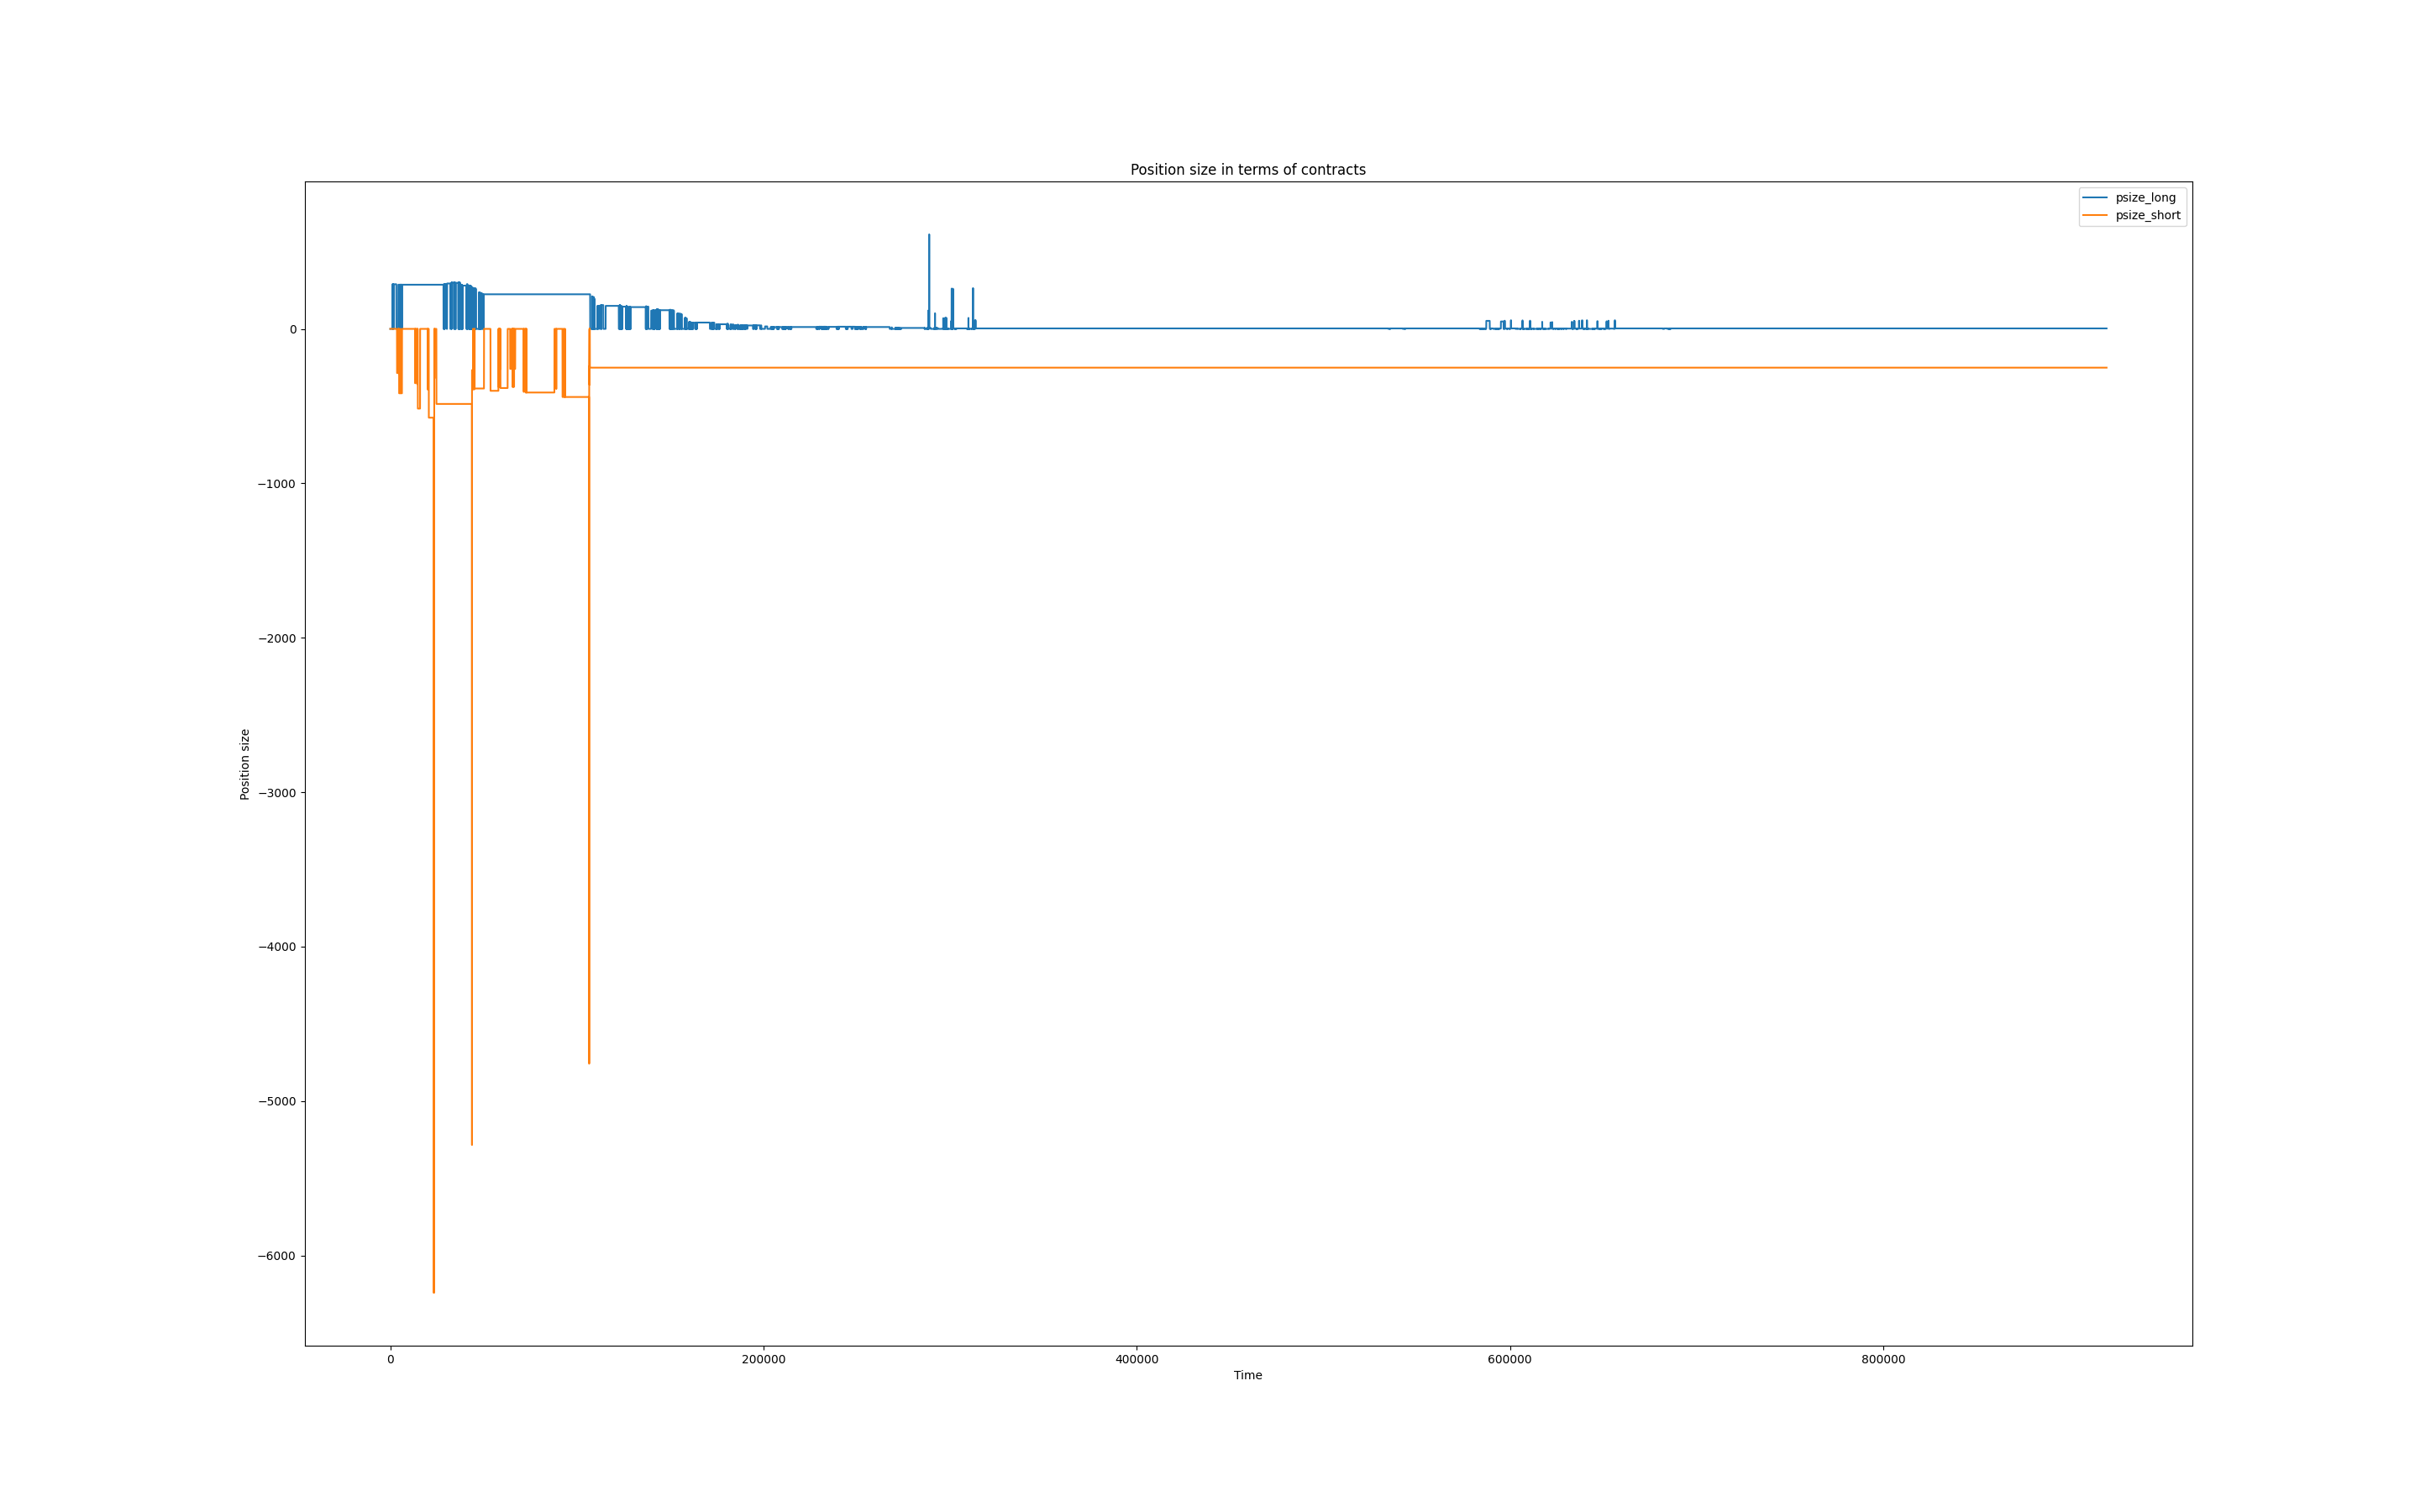 Position size in terms of contracts
psize_long
psize_short
Position size
0
−1000
−2000
−3000
−4000
−5000
−6000
0
200000
400000
600000
800000
Time